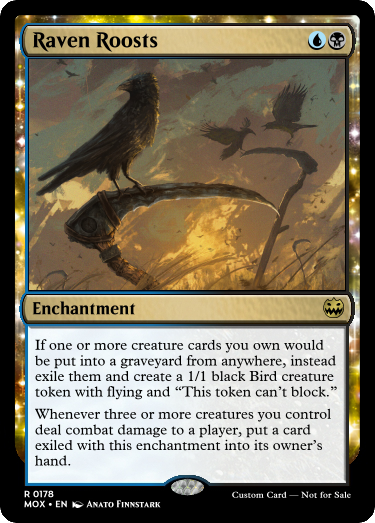 Raven Roosts
Enchantment
If one or more creature cards you own would
be put into a graveyard from anywhere, instead
exile them and create a 1/1 black Bird creature
token with flying and “This token can’t block.”
Whenever three or more creatures you control
deal combat damage to a player, put a card
exiled with this enchantment into its owner’s
hand.
R 0178
MOX • EN Anato Finnstark
Custom Card — Not for Sale